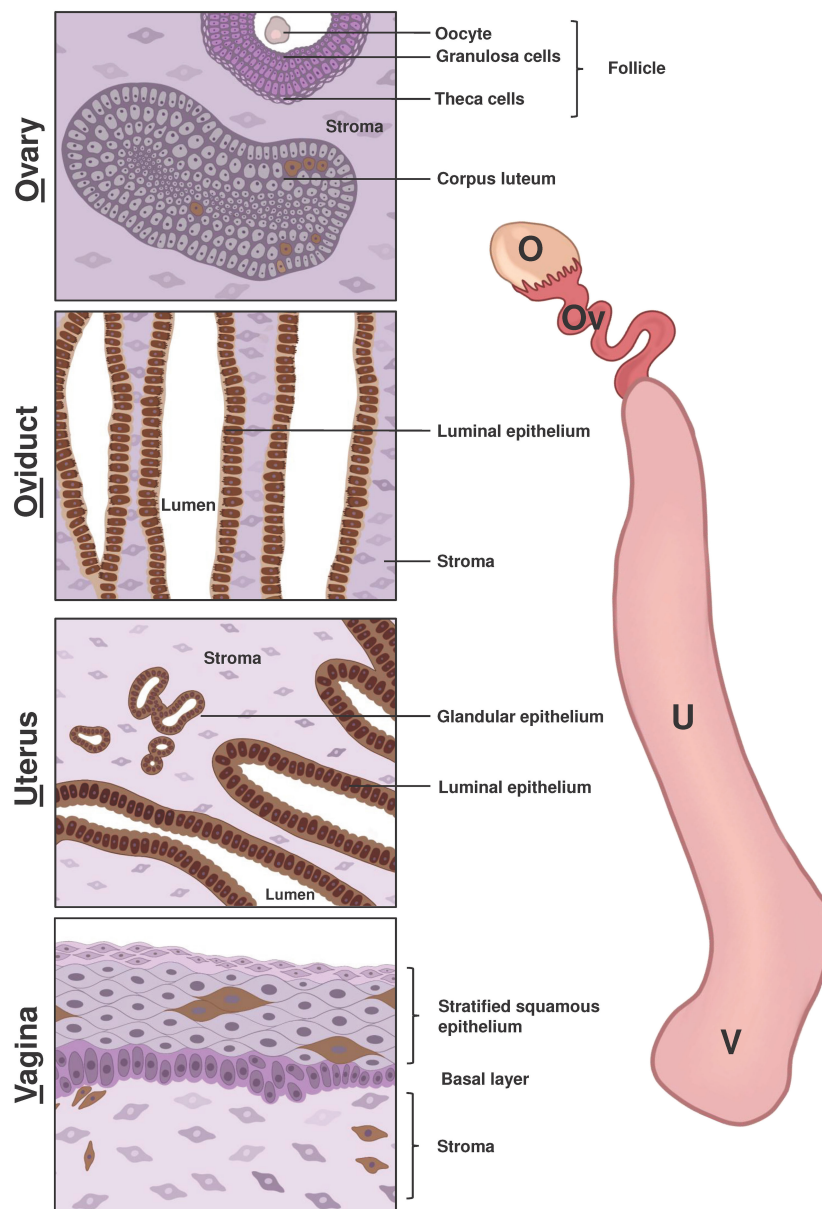 Ovary
Oocyte
Granulosa cells
Theca cells
Follicle
Stroma
Corpus luteum
Oviduct
Luminal epithelium
Lumen
Stroma
Uterus
Stroma
Glandular epithelium
Luminal epithelium
Lumen
Vagina
Stratified squamous
epithelium
Basal layer
Stroma
O
Ov
U
V